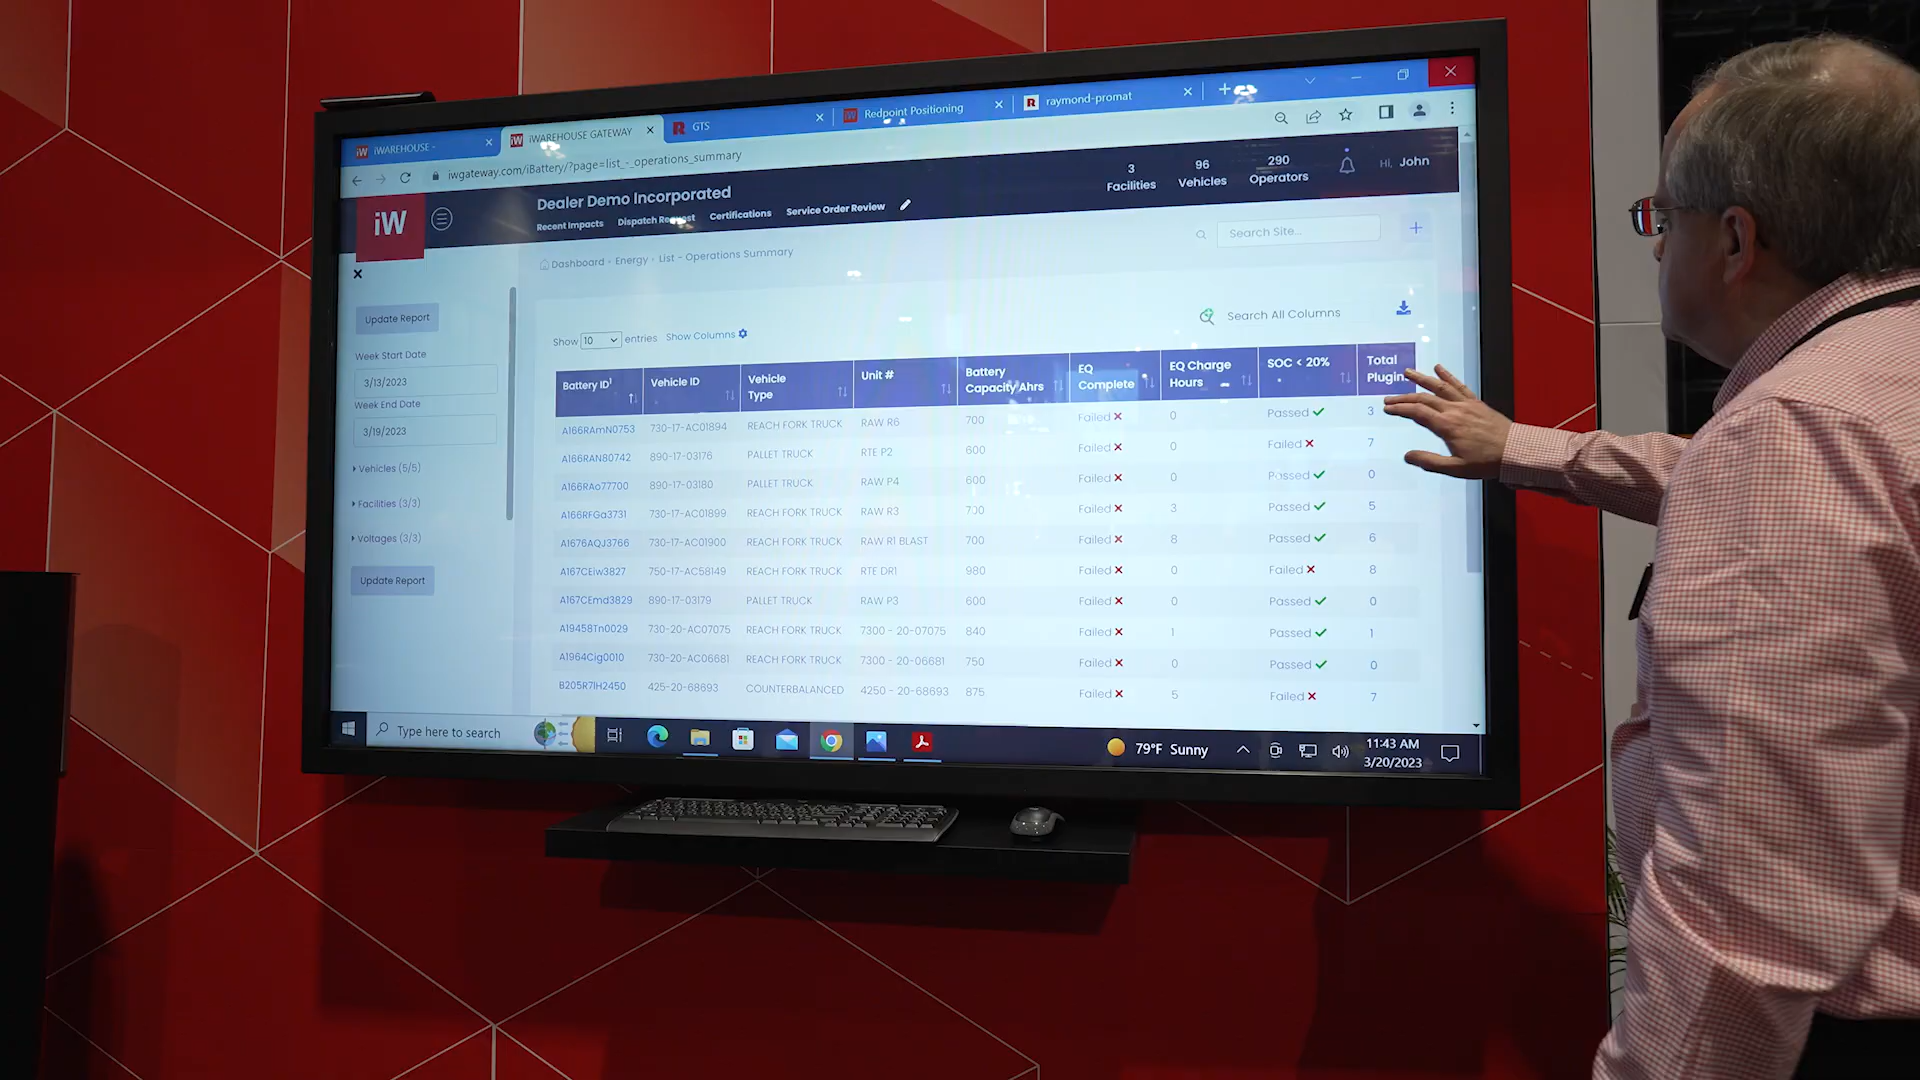 iWAREHOUSE -
iWAREHOUSE GATEWAY
GTS
Redpoint Positioning
raymond-promat
iwgateway.com/iBattery/?page=list_-_operations_summary
iW
Dealer Demo Incorporated
3 Facilities
96 Vehicles
290 Operators
Hi, John
Recent Impacts Dispatch Request Certifications Service Order Review
Dashboard · Energy · List - Operations Summary
Search Site...
Update Report
Week Start Date
3/13/2023
Week End Date
3/19/2023
Vehicles (5/5)
Facilities (3/3)
Voltages (3/3)
Update Report
Show 10 entries Show Columns
Search All Columns
Battery ID Vehicle ID Vehicle Type Unit # Battery Capacity Ahrs EQ Complete EQ Charge Hours SOC < 20% Total Plugin
A166RAmN0753 730-17-AC01894 REACH FORK TRUCK RAW R6 700 Failed 0 Passed 3
A166RAN80742 890-17-03176 PALLET TRUCK RTE P2 600 Failed 0 Failed 7
A166RAo77700 890-17-03180 PALLET TRUCK RAW P4 600 Failed 0 Passed 0
A166RFGa3731 730-17-AC01899 REACH FORK TRUCK RAW R3 700 Failed 3 Passed 5
A1676AQJ3766 730-17-AC01900 REACH FORK TRUCK RAW R1 BLAST 700 Failed 8 Passed 6
A167CEiw3827 750-17-AC58149 REACH FORK TRUCK RTE DR1 980 Failed 0 Failed 8
A167CEmd3829 890-17-03179 PALLET TRUCK RAW P3 600 Failed 0 Passed 0
A19458Tn0029 730-20-AC07075 REACH FORK TRUCK 7300 - 20-07075 840 Failed 1 Passed 1
A1964Cig0010 730-20-AC06681 REACH FORK TRUCK 7300 - 20-06681 750 Failed 0 Passed 0
B205R7IH2450 425-20-68693 COUNTERBALANCED 4250 - 20-68693 875 Failed 5 Failed 7
Type here to search
79°F Sunny
11:43 AM
3/20/2023